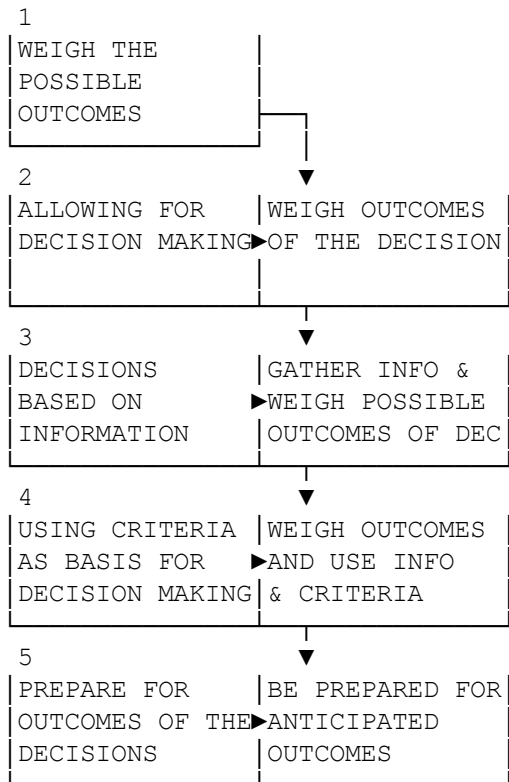 1
WEIGH THE
POSSIBLE
OUTCOMES
2
ALLOWING FOR
DECISION MAKING
WEIGH OUTCOMES
OF THE DECISION
3
DECISIONS
BASED ON
INFORMATION
GATHER INFO &
WEIGH POSSIBLE
OUTCOMES OF DEC
4
USING CRITERIA
AS BASIS FOR
DECISION MAKING
WEIGH OUTCOMES
AND USE INFO
& CRITERIA
5
PREPARE FOR
OUTCOMES OF THE
DECISIONS
BE PREPARED FOR
ANTICIPATED
OUTCOMES